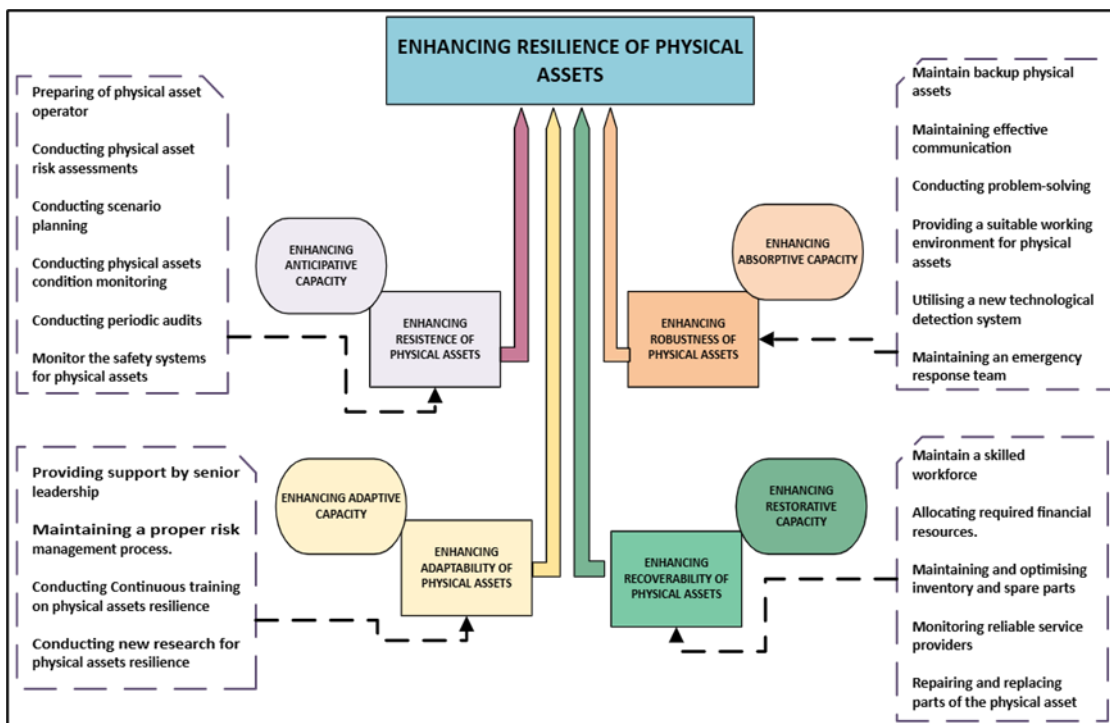 ENHANCING RESILIENCE OF PHYSICAL
ASSETS
Preparing of physical asset
operator
Conducting physical asset
risk assessments
Conducting scenario
planning
Conducting physical assets
condition monitoring
Conducting periodic audits
Monitor the safety systems
for physical assets
ENHANCING
ANTICIPATIVE
CAPACITY
ENHANCING
RESISTENCE OF
PHYSICAL ASSETS
ENHANCING
ABSORPTIVE CAPACITY
ENHANCING
ROBUSTNESS OF
PHYSICAL ASSETS
Maintain backup physical
assets
Maintaining effective
communication
Conducting problem-solving
Providing a suitable working
environment for physical
assets
Utilising a new technological
detection system
Maintaining an emergency
response team
Providing support by senior
leadership
Maintaining a proper risk
management process.
Conducting Continuous training
on physical assets resilience
Conducting new research for
physical assets resilience
ENHANCING ADAPTIVE
CAPACITY
ENHANCING
ADAPTABILITY OF
PHYSICAL ASSETS
ENHANCING
RESTORATIVE
CAPACITY
ENHANCING
RECOVERABILITY OF
PHYSICAL ASSETS
Maintain a skilled
workforce
Allocating required financial
resources.
Maintaining and optimising
inventory and spare parts
Monitoring reliable service
providers
Repairing and replacing
parts of the physical asset